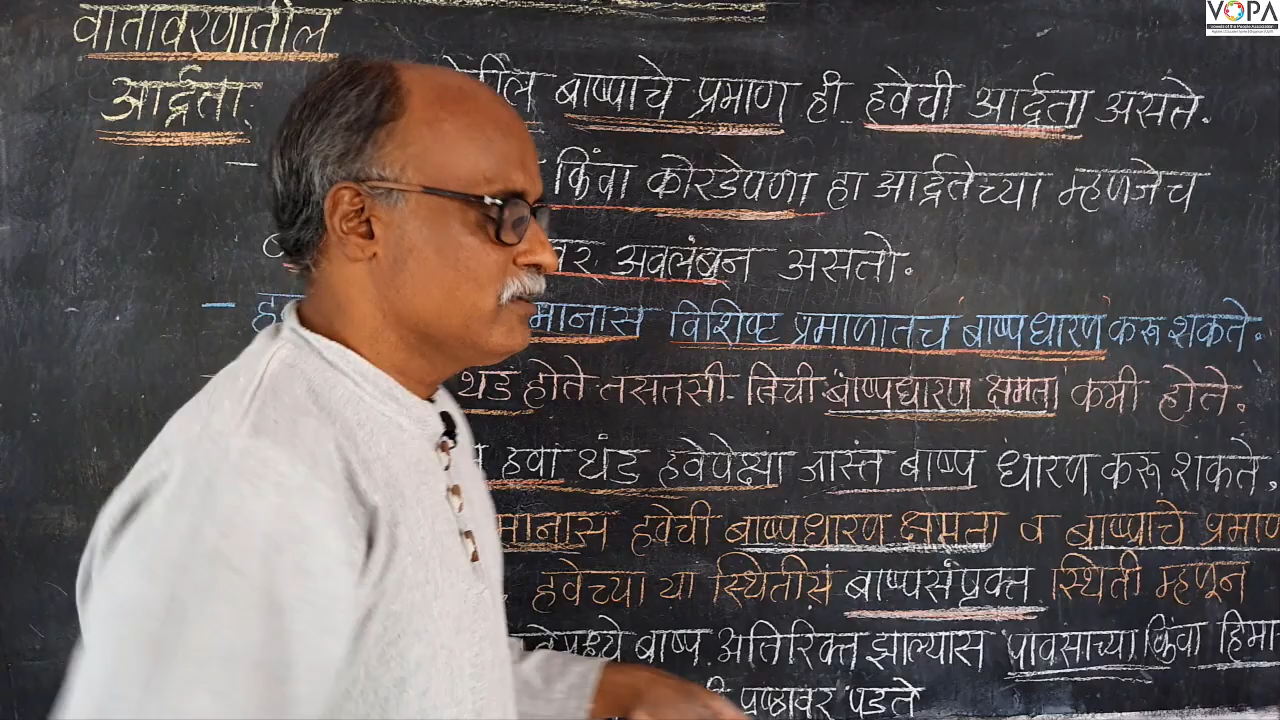 VOPA
वातावरणातील
आर्द्रता.
बाष्पाचे प्रमाण ही हवेची आर्द्रता असते.
किंवा कोरडेपणा हा आर्द्रतेच्या म्हणजेच
अवलंबून असतो.
विशिष्ट प्रमाणातच बाष्पधारण करू शकते.
थंड होते तसतसी तिची बाष्पधारण क्षमता कमी होते.
हवा थंड हवेपेक्षा जास्त बाष्प धारण करू शकते.
हवेची बाष्पधारण क्षमता व बाष्पाचे प्रमाण
हवेच्या या स्थितीस बाष्पसंपृक्त स्थिती म्हणून
बाष्प अतिरिक्त झाल्यास पावसाच्या किंवा हिमा
पडते